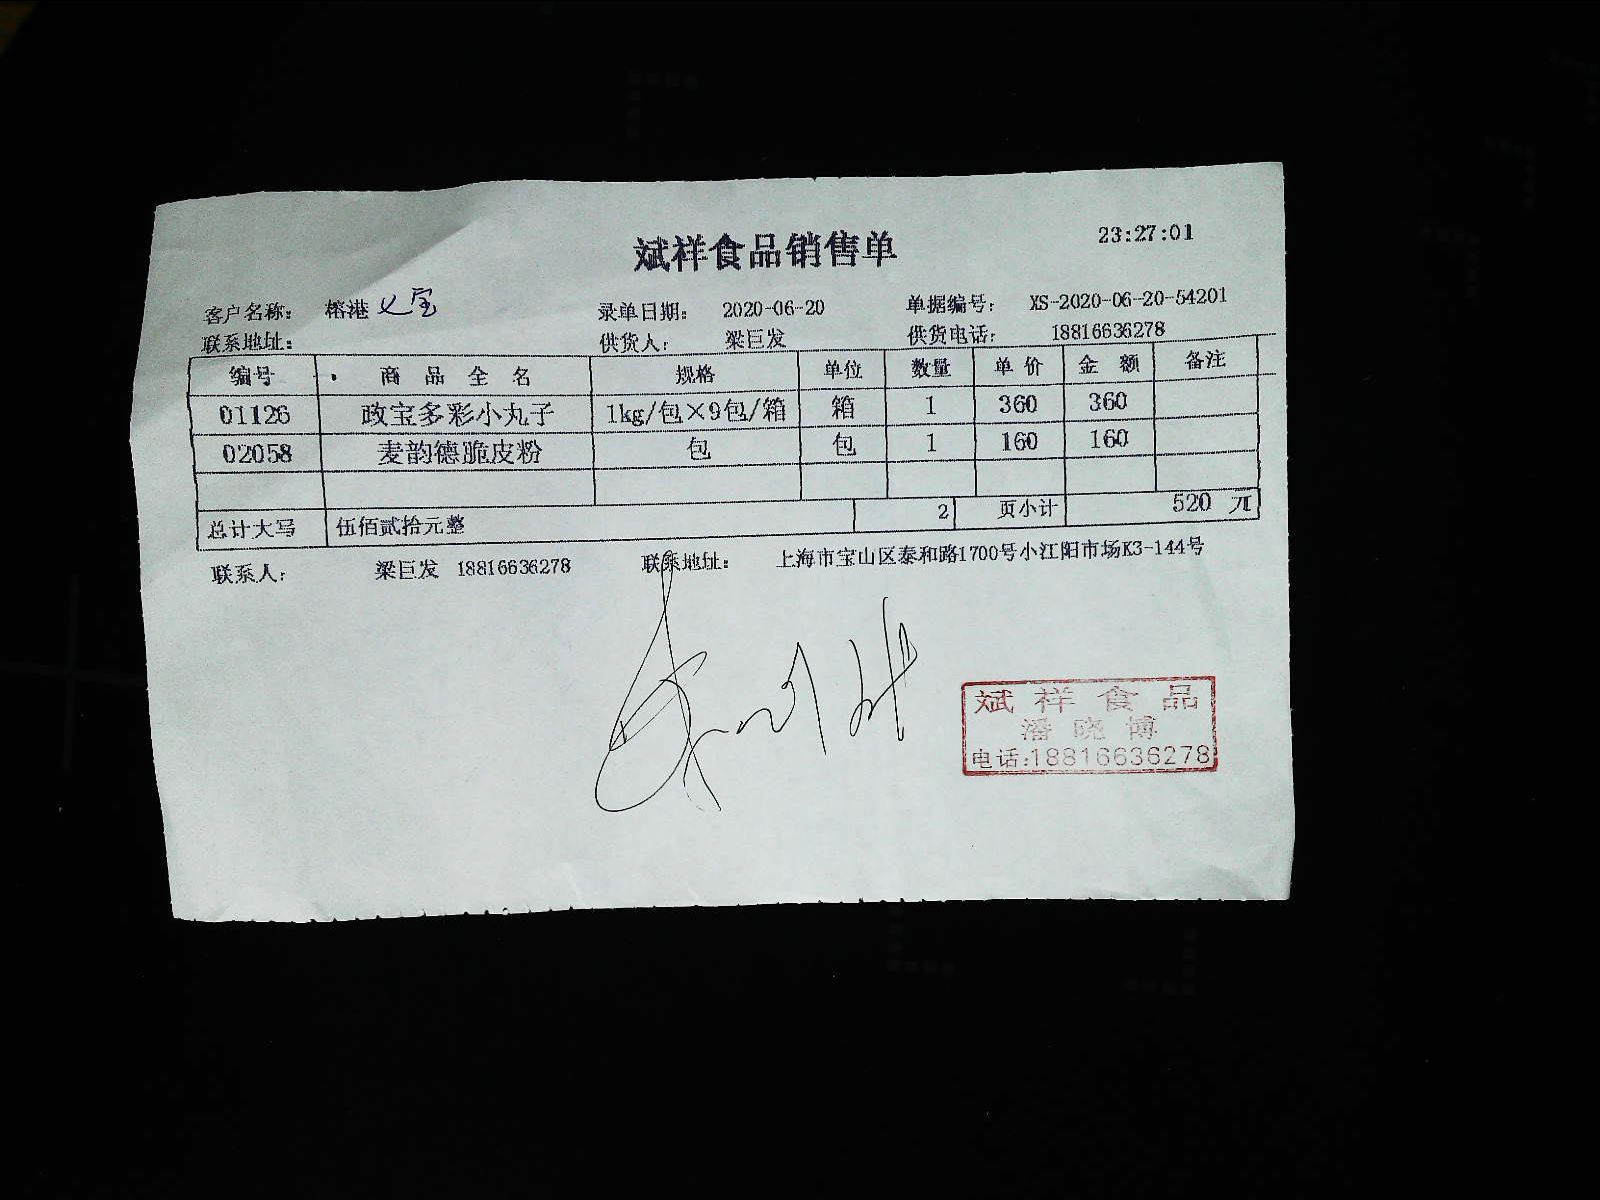 斌祥食品销售单 23:27:01
客户名称： 榕港 七宝 录单日期： 2020-06-20 单据编号： XS-2020-06-20-54201
联系地址： 供货人： 梁巨发 供货电话： 18816636278
编号 商品全名 规格 单位 数量 单价 金额 备注
01126 政宝多彩小丸子 1kg/包×9包/箱 箱 1 360 360
02058 麦韵德脆皮粉 包 包 1 160 160
总计大写 伍佰贰拾元整 2 页小计 520 元
联系人： 梁巨发 18816636278 联系地址： 上海市宝山区泰和路1700号小江阳市场K3-144号
斌祥食品
潘晓博
电话:18816636278